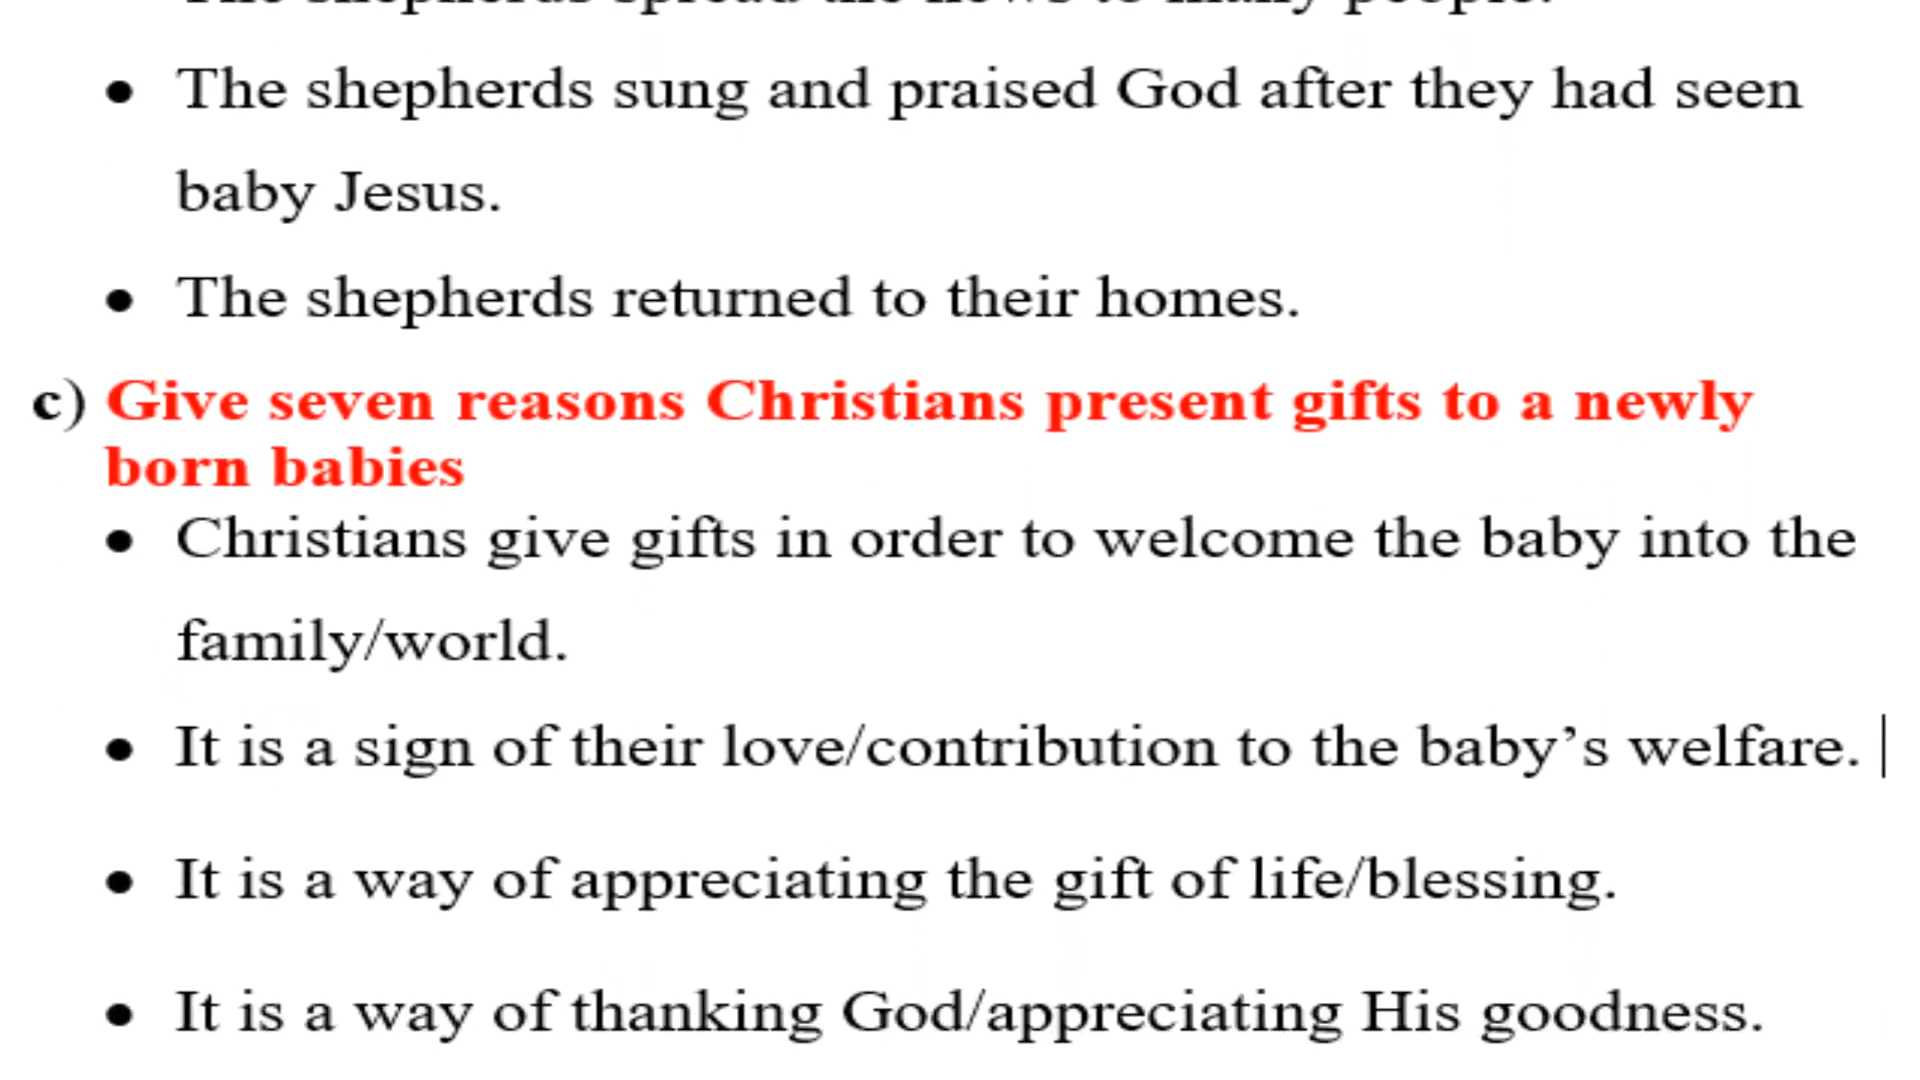 The shepherds spread the news to many people.
• The shepherds sung and praised God after they had seen
baby Jesus.
• The shepherds returned to their homes.
c) Give seven reasons Christians present gifts to a newly
born babies
• Christians give gifts in order to welcome the baby into the
family/world.
• It is a sign of their love/contribution to the baby’s welfare.
• It is a way of appreciating the gift of life/blessing.
• It is a way of thanking God/appreciating His goodness.